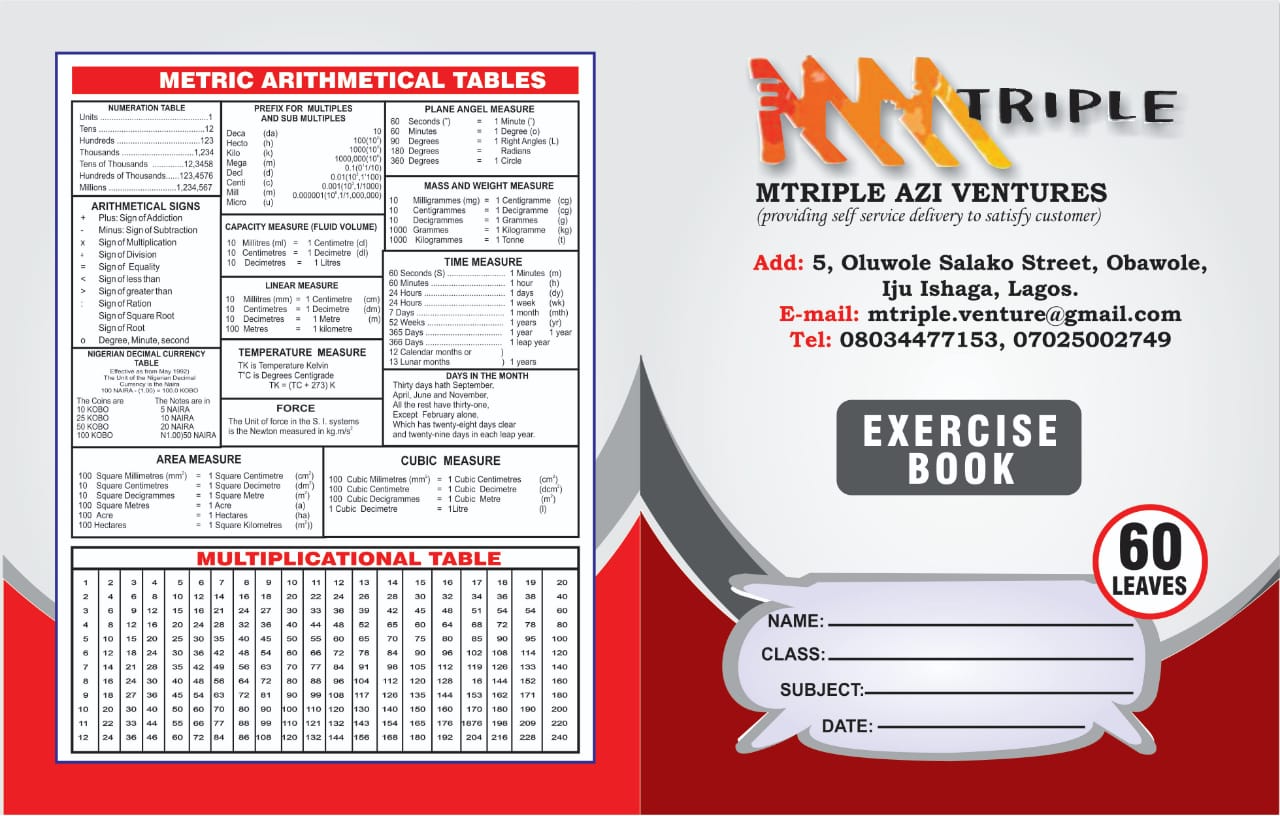 METRIC ARITHMETICAL TABLES
NUMERATION TABLE
Units ................................................1
Tens ...............................................12
Hundreds .....................................123
Thousands ................................1,234
Tens of Thousands ..............12,3458
Hundreds of Thousands......123,4576
Millions ..............................1,234,567
ARITHMETICAL SIGNS
+ Plus: Sign of Addiction
- Minus: Sign of Subtraction
x Sign of Multiplication
Sign of Division
= Sign of Equality
< Sign of less than
> Sign of greater than
: Sign of Ration
Sign of Square Root
Sign of Root
o Degree, Minute, second
NIGERIAN DECIMAL CURRENCY
TABLE
Effective as from May 1992)
The Unit of the Nigerian Decimal
Currency is the Naira
100 NAIRA - (1.00) = 100.0 KOBO
The Coins are The Notes are in
10 KOBO 5 NAIRA
25 KOBO 10 NAIRA
50 KOBO 20 NAIRA
100 KOBO N1.00)50 NAIRA
PREFIX FOR MULTIPLES
AND SUB MULTIPLES
Deca (da) 10
Hecto (h)
Kilo (k)
Mega (m)
Decl (d)
Centi (c)
Mill (m)
Micro (u)
CAPACITY MEASURE (FLUID VOLUME)
10 Millitres (ml) = 1 Centimetre (cl)
10 Centimetres = 1 Decimetre (dl)
10 Decimetres = 1 Litres
LINEAR MEASURE
10 Millitres (mm) = 1 Centimetre (cm)
10 Centimetres = 1 Decimetre (dm)
10 Decimetres = 1 Metre (m)
100 Metres = 1 kilometre
TEMPERATURE MEASURE
TK is Temperature Kelvin
T°C is Degrees Centigrade
TK = (TC + 273) K
FORCE
The Unit of force in the S. I. systems
is the Newton measured in kg.m/s²
PLANE ANGEL MEASURE
60 Seconds (") = 1 Minute (')
60 Minutes = 1 Degree (o)
90 Degrees = 1 Right Angles (L)
180 Degrees = Radians
360 Degrees = 1 Circle
MASS AND WEIGHT MEASURE
10 Milligrammes (mg) = 1 Centigramme (cg)
10 Centigrammes = 1 Decigramme (cg)
10 Decigrammes = 1 Grammes (g)
1000 Grammes = 1 Kilogramme (kg)
1000 Kilogrammes = 1 Tonne (t)
TIME MEASURE
60 Seconds (S) ....................... 1 Minutes (m)
60 Minutes ............................. 1 hour (h)
24 Hours ................................ 1 days (dy)
24 Hours ................................ 1 week (wk)
7 Days ................................... 1 month (mth)
52 Weeks .............................. 1 years (yr)
365 Days ............................... 1 year 1 year
366 Days ............................... 1 leap year
12 Calendar months or )
13 Lunar months ) 1 years
DAYS IN THE MONTH
Thirty days hath September,
April, June and November,
All the rest have thirty-one,
Except February alone,
Which has twenty-eight days clear
and twenty-nine days in each leap year.
AREA MEASURE
100 Square Millimetres (mm²) = 1 Square Centimetre (cm²)
10 Square Centimetres = 1 Square Decimetre (dm²)
10 Square Decigrammes = 1 Square Metre (m²)
100 Square Metres = 1 Acre (a)
100 Acre = 1 Hectares (ha)
100 Hectares = 1 Square Kilometres (m²))
CUBIC MEASURE
100 Cubic Milimetres (mm²) = 1 Cubic Centimetres (cm²)
100 Cubic Centimetre = 1 Cubic Decimetre (dcm²)
100 Cubic Decigrammes = 1 Cubic Metre (m²)
1 Cubic Decimetre = 1Litre (l)
MULTIPLICATIONAL TABLE
1 2 3 4 5 6 7 8 9 10 11 12 13 14 15 16 17 18 19 20
2 4 6 8 10 12 14 16 18 20 22 24 26 28 30 32 34 36 38 40
3 6 9 12 15 16 21 24 27 30 33 36 39 42 45 48 51 54 54 60
4 8 12 16 20 24 28 32 36 40 44 48 52 65 60 64 68 72 78 80
5 10 15 20 25 30 35 40 45 50 55 60 65 70 75 80 85 90 95 100
6 12 18 24 30 36 42 48 54 60 66 72 78 84 90 96 102 108 114 120
7 14 21 28 35 42 49 56 63 70 77 84 91 98 105 112 119 126 133 140
8 16 24 30 40 48 56 64 72 80 88 96 104 112 120 128 16 144 152 160
9 18 27 36 45 54 63 72 81 90 99 108 117 126 135 144 153 162 171 180
10 20 30 40 50 60 70 80 90 100 110 120 130 140 150 160 170 180 190 200
11 22 33 44 55 66 77 88 99 110 121 132 143 154 165 176 1876 198 209 220
12 24 36 46 60 72 84 86 108 120 132 144 156 168 180 192 204 216 228 240
MTRIPLE
MTRIPLE AZI VENTURES
(providing self service delivery to satisfy customer)
Add: 5, Oluwole Salako Street, Obawole,
Iju Ishaga, Lagos.
E-mail: mtriple.venture@gmail.com
Tel: 08034477153, 07025002749
EXERCISE
BOOK
60
LEAVES
NAME:
CLASS:
SUBJECT:
DATE: